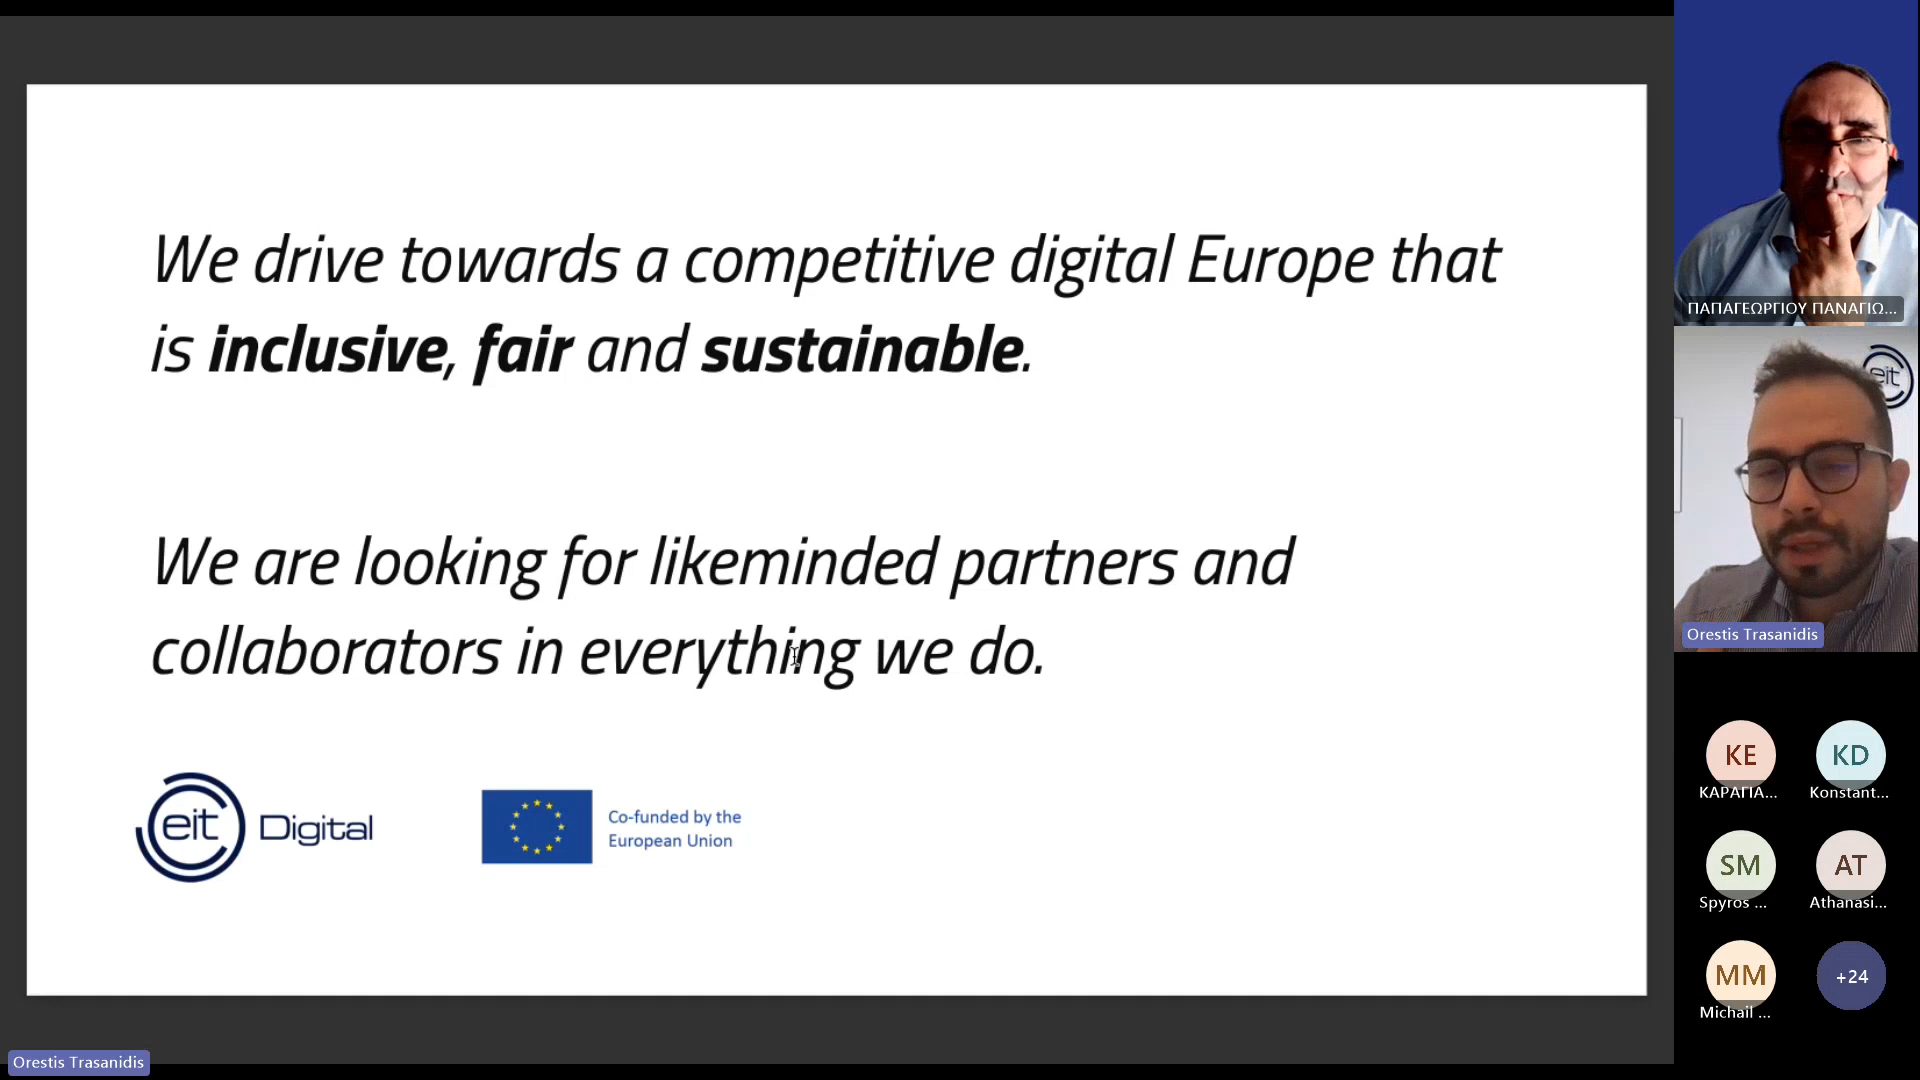 We drive towards a competitive digital Europe that
is inclusive, fair and sustainable.
We are looking for likeminded partners and
collaborators in everything we do.
eit Digital
Co-funded by the
European Union
Orestis Trasanidis
ΠΑΠΑΓΕΩΡΓΙΟΥ ΠΑΝΑΓΙΩ...
eit
Orestis Trasanidis
KE
ΚΑΡΑΓΙΑ...
KD
Konstant...
SM
Spyros ...
AT
Athanasi...
MM
Michail ...
+24